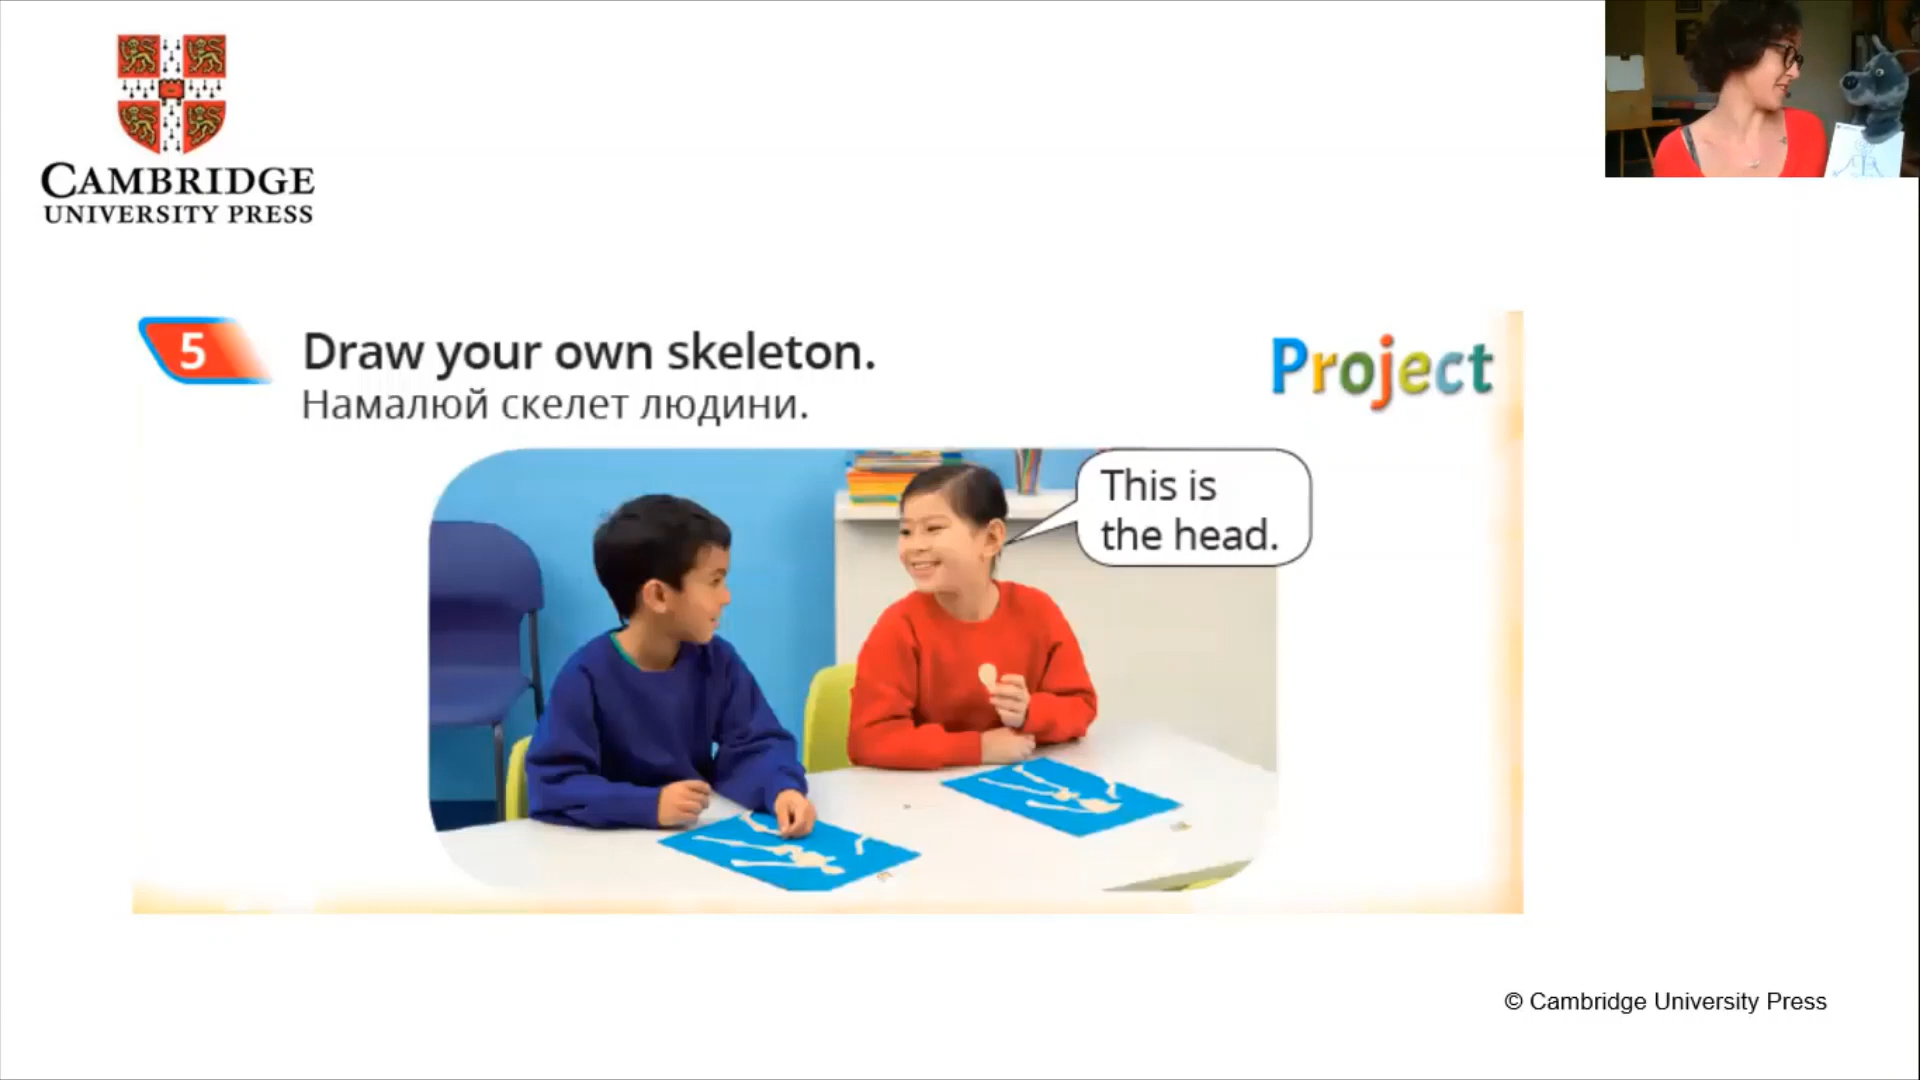 CAMBRIDGE
UNIVERSITY PRESS
5
Draw your own skeleton.
Намалюй скелет людини.
Project
This is
the head.
© Cambridge University Press